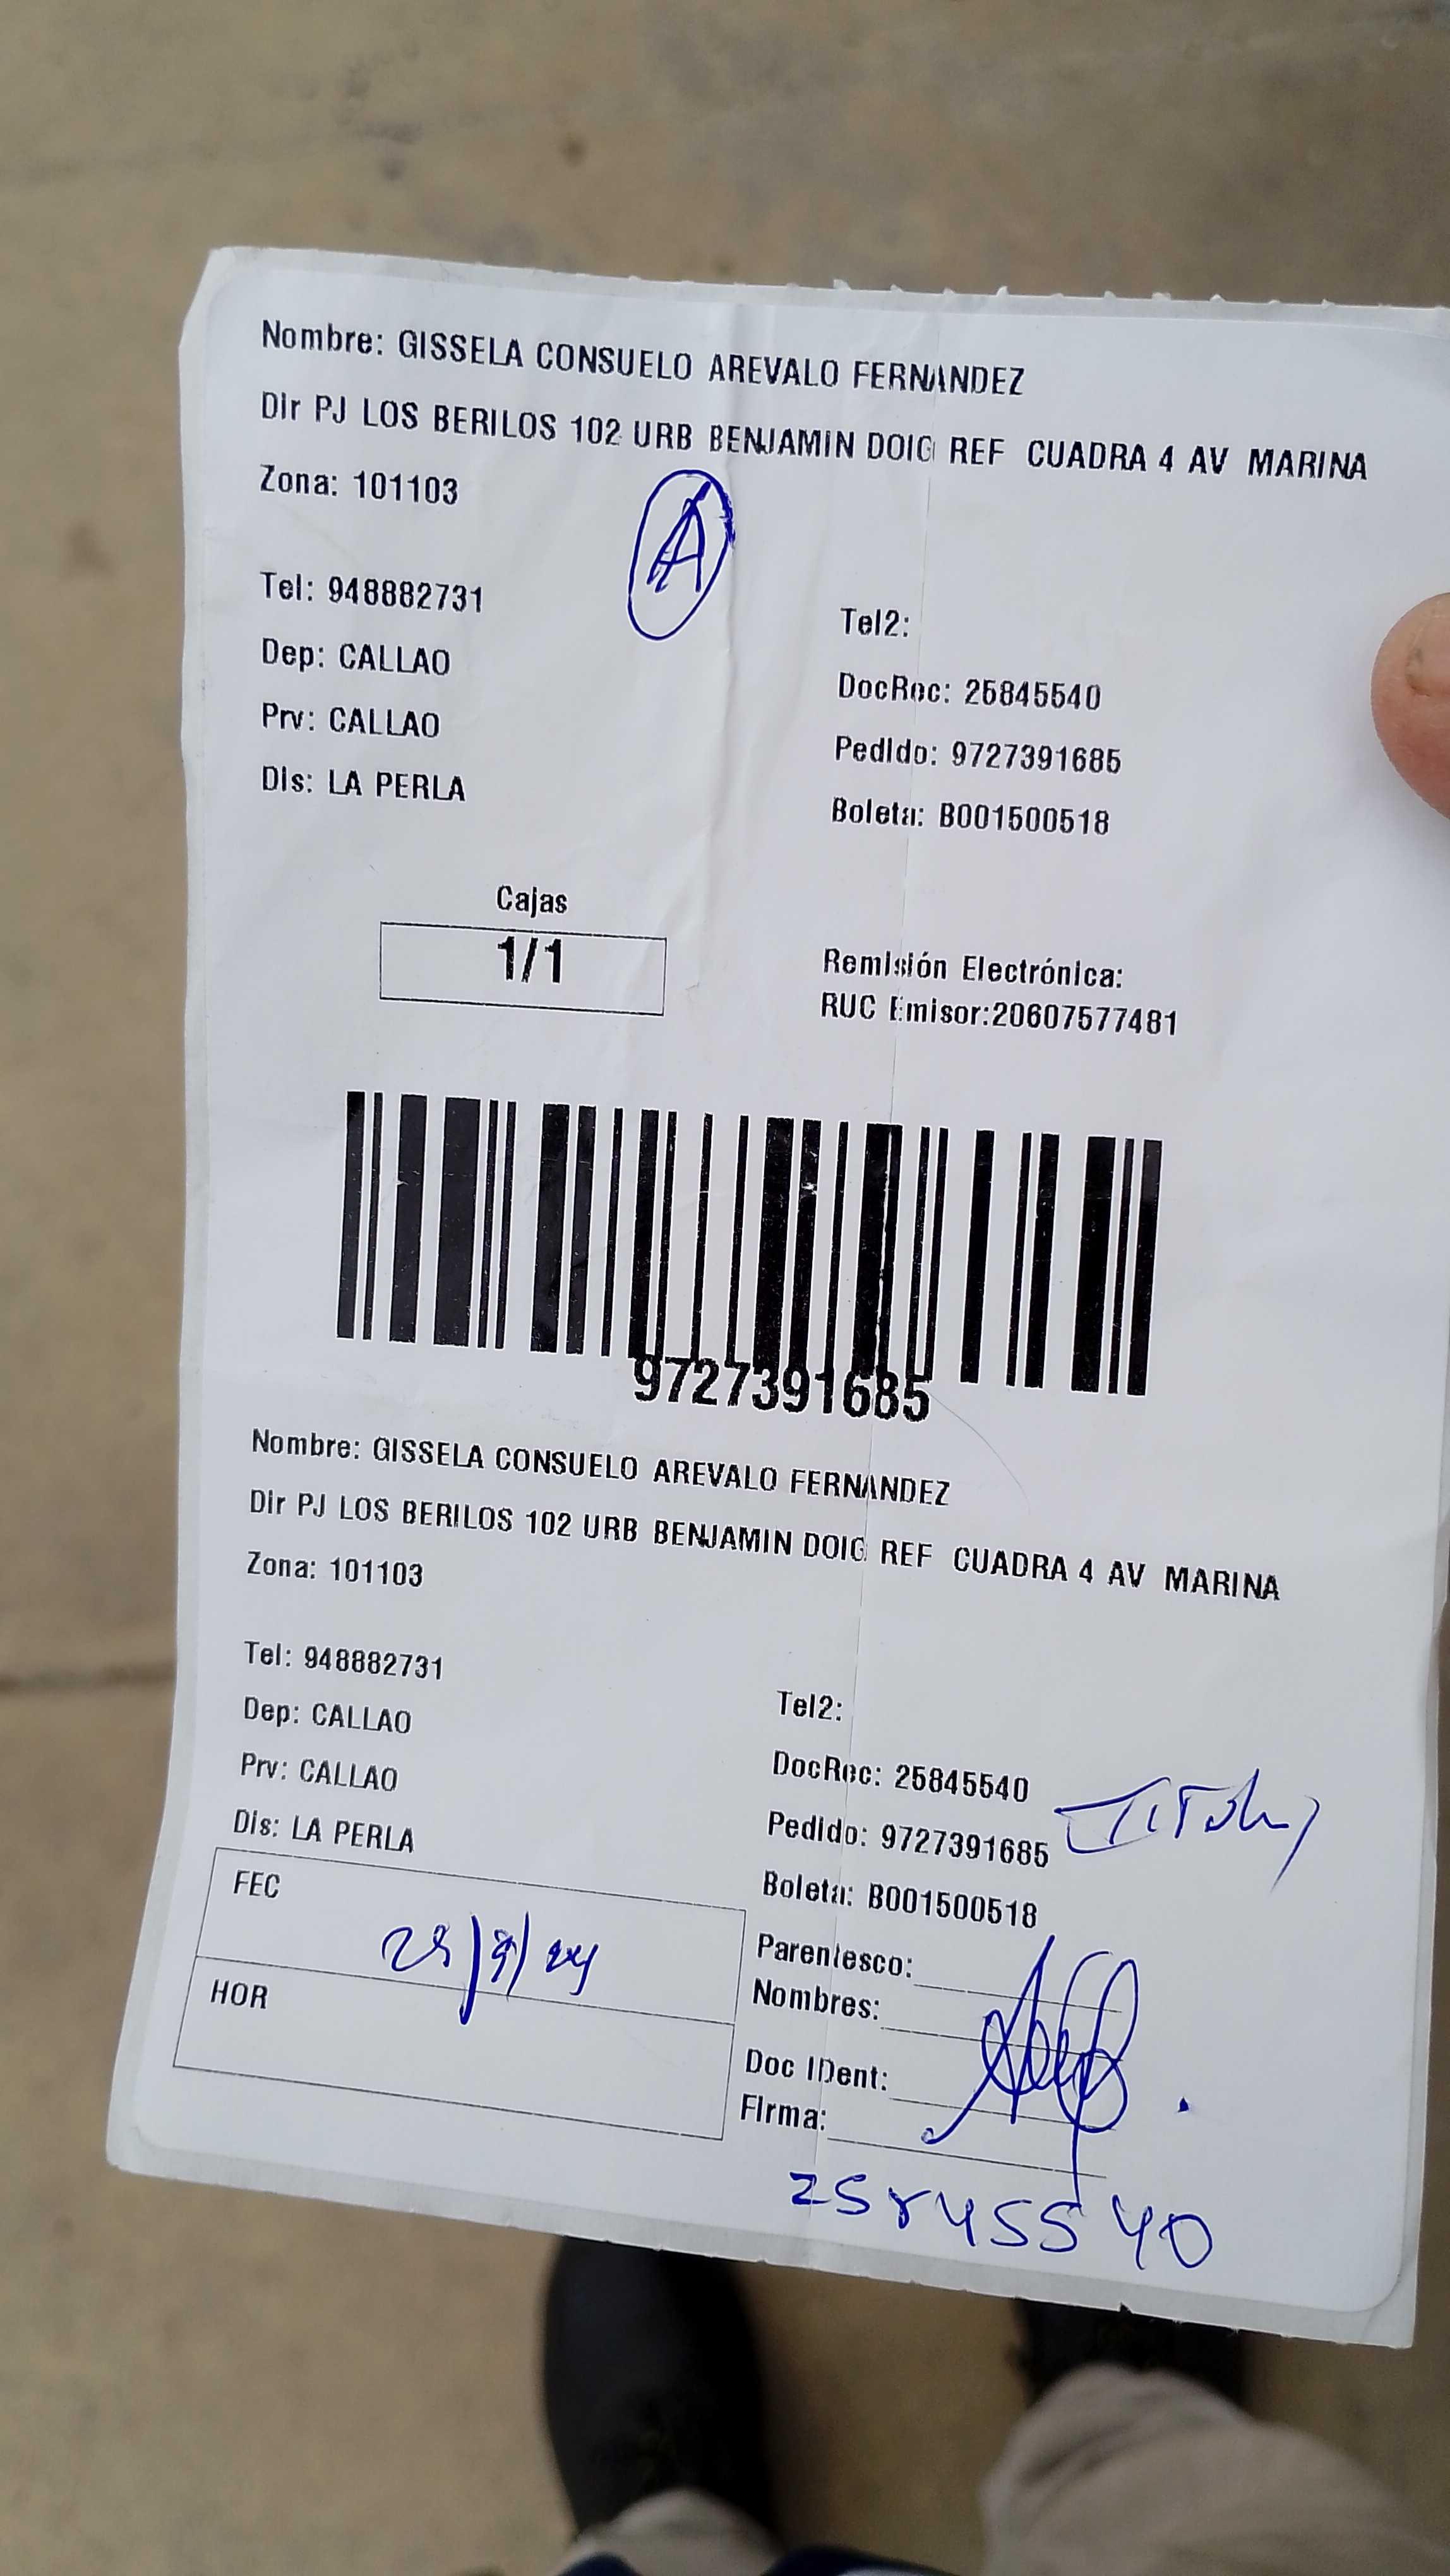 Nombre: GISSELA CONSUELO AREVALO FERNANDEZ
Dir PJ LOS BERILOS 102 URB BENJAMIN DOIG REF CUADRA 4 AV MARINA
Zona: 101103
A
Tel: 948882731
Tel2:
Dep: CALLAO
DocRec: 25845540
Prv: CALLAO
Pedido: 9727391685
Dis: LA PERLA
Boleta: B001500518
Cajas
1/1
Remisión Electrónica:
RUC Emisor:20607577481
9727391685
Nombre: GISSELA CONSUELO AREVALO FERNANDEZ
Dir PJ LOS BERILOS 102 URB BENJAMIN DOIG REF CUADRA 4 AV MARINA
Zona: 101103
Tel: 948882731
Tel2:
Dep: CALLAO
DocRec: 25845540
Prv: CALLAO
Pedido: 9727391685
Dis: LA PERLA
Boleta: B001500518
FEC
Parentesco:
HOR
Nombres:
Doc IDent:
Firma:
25845540